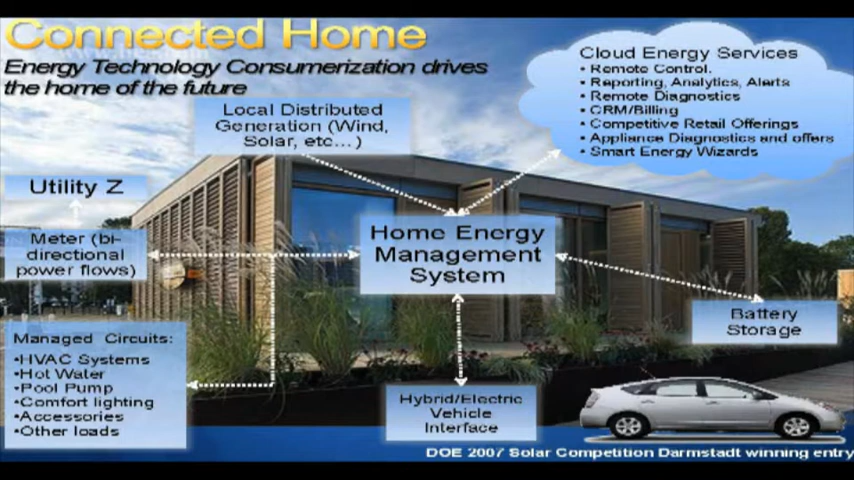 Connected Home
Energy Technology Consumerization drives
the home of the future
Cloud Energy Services
• Remote Control.
• Reporting, Analytics, Alerts
• Remote Diagnostics
• CRM/Billing
• Competitive Retail Offerings
• Appliance Diagnostics and offers
• Smart Energy Wizards
Local Distributed
Generation (Wind,
Solar, etc…)
Utility Z
Meter (bi-
directional
power flows)
Home Energy
Management
System
Battery
Storage
Managed Circuits:
•HVAC Systems
•Hot Water
•Pool Pump
•Comfort lighting
•Accessories
•Other loads
Hybrid/Electric
Vehicle
Interface
DOE 2007 Solar Competition Darmstadt winning entry